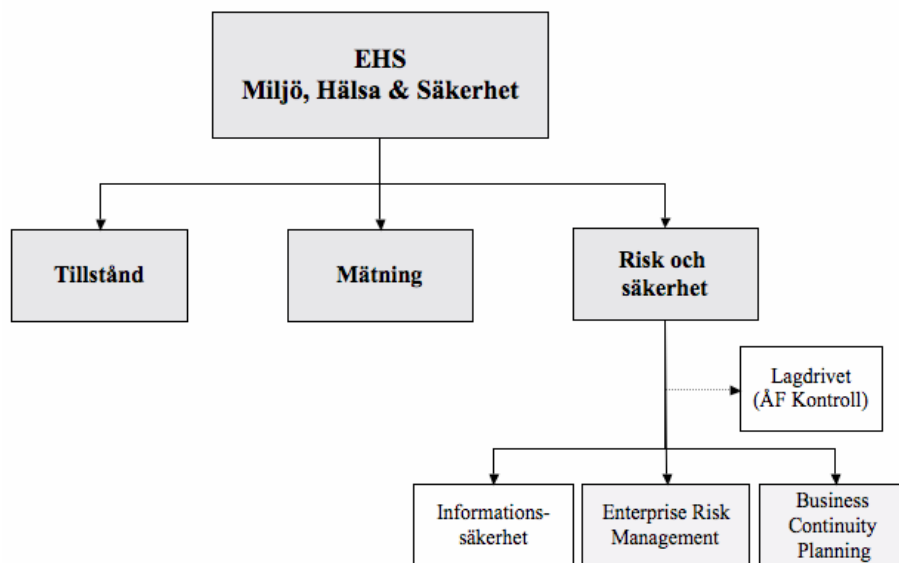 EHS
Miljö, Hälsa & Säkerhet
Tillstånd
Mätning
Risk och
säkerhet
Lagdrivet
(ÅF Kontroll)
Informations-
säkerhet
Enterprise Risk
Management
Business
Continuity
Planning